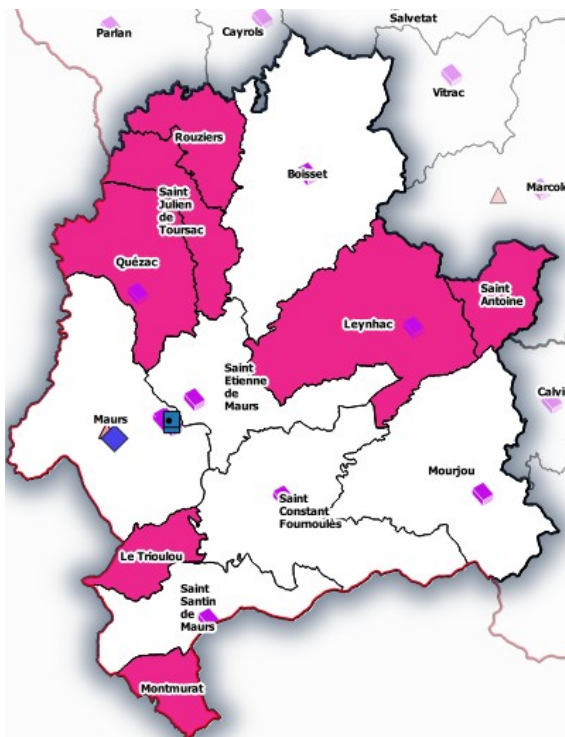 Salvetat
Parlan
Cayrols
Vitrac
Rouziers
Boisset
Marcole
Saint
Julien
de
Toursac
Quézac
Saint
Antoine
Leynhac
Saint
Etienne
de
Maurs
Calvi
Maurs
Mourjou
Saint
Constant
Fournoulès
Le Trioulou
Saint
Santin
de
Maurs
Montmurat